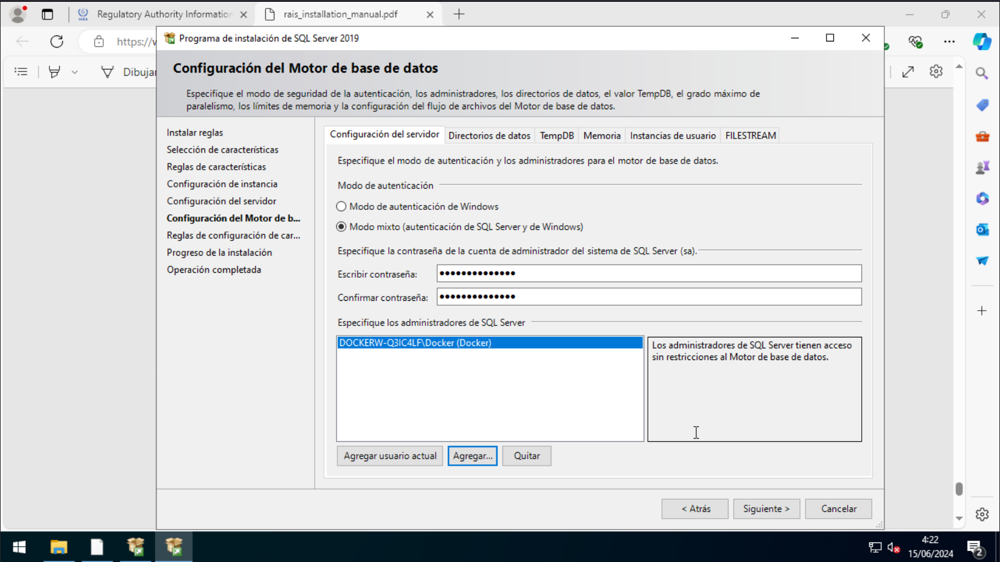 Regulatory Authority Information
rais_installation_manual.pdf
https://w
Dibujar
Programa de instalación de SQL Server 2019
Configuración del Motor de base de datos
Especifique el modo de seguridad de la autenticación, los administradores, los directorios de datos, el valor TempDB, el grado máximo de
paralelismo, los límites de memoria y la configuración del flujo de archivos del Motor de base de datos.
Instalar reglas
Selección de características
Reglas de características
Configuración de instancia
Configuración del servidor
Configuración del Motor de b...
Reglas de configuración de car...
Progreso de la instalación
Operación completada
Configuración del servidor Directorios de datos TempDB Memoria Instancias de usuario FILESTREAM
Especifique el modo de autenticación y los administradores para el motor de base de datos.
Modo de autenticación
Modo de autenticación de Windows
Modo mixto (autenticación de SQL Server y de Windows)
Especifique la contraseña de la cuenta de administrador del sistema de SQL Server (sa).
Escribir contraseña: ●●●●●●●●●●●●●●
Confirmar contraseña: ●●●●●●●●●●●●●●
Especifique los administradores de SQL Server
DOCKERW-Q3IC4LF\Docker (Docker)
Los administradores de SQL Server tienen acceso
sin restricciones al Motor de base de datos.
Agregar usuario actual Agregar... Quitar
< Atrás Siguiente > Cancelar
4:22
15/06/2024
2